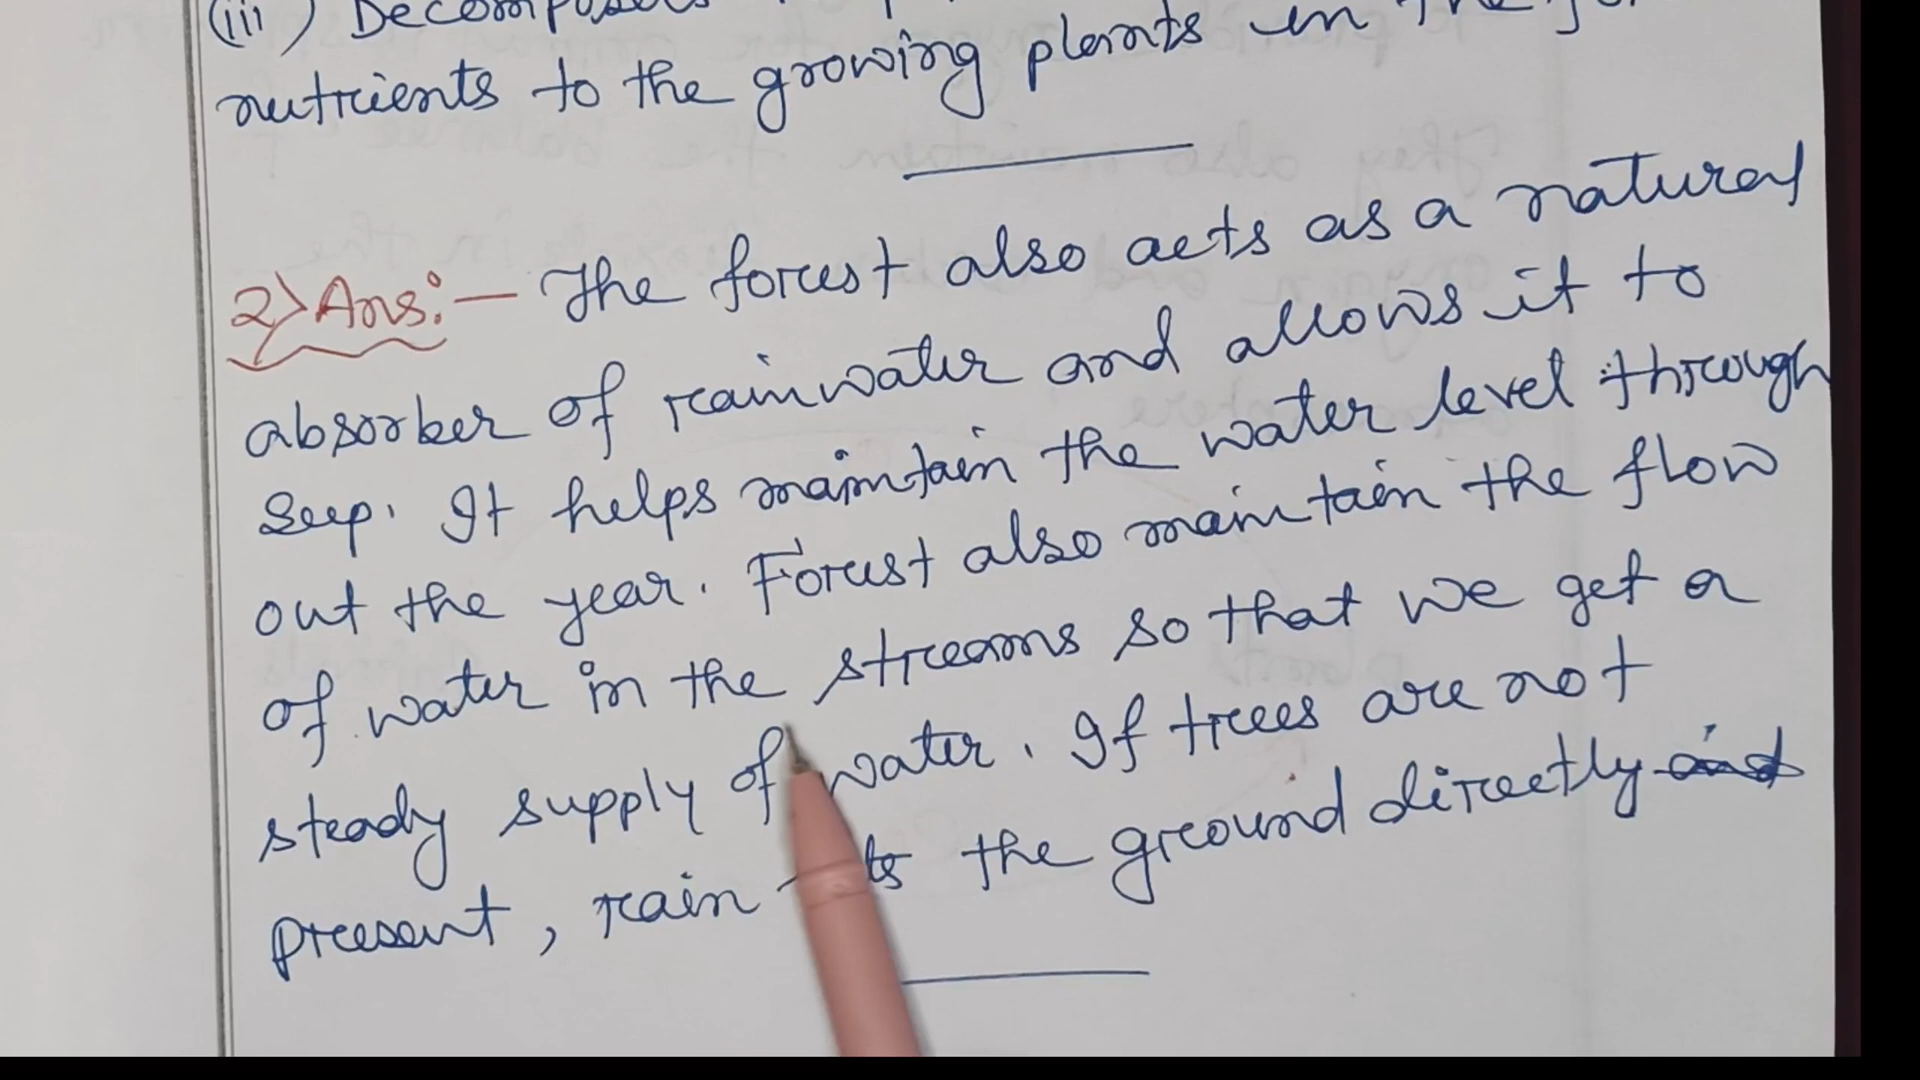 (iii) Decomposers
nutrients to the growing plants in the
2) Ans:- The forest also acts as a natural
absorber of rainwater and allows it to
seep. It helps maintain the water level through
out the year. Forest also maintain the flow
of water in the streams so that we get a
steady supply of water. If trees are not
present, rain the ground directly